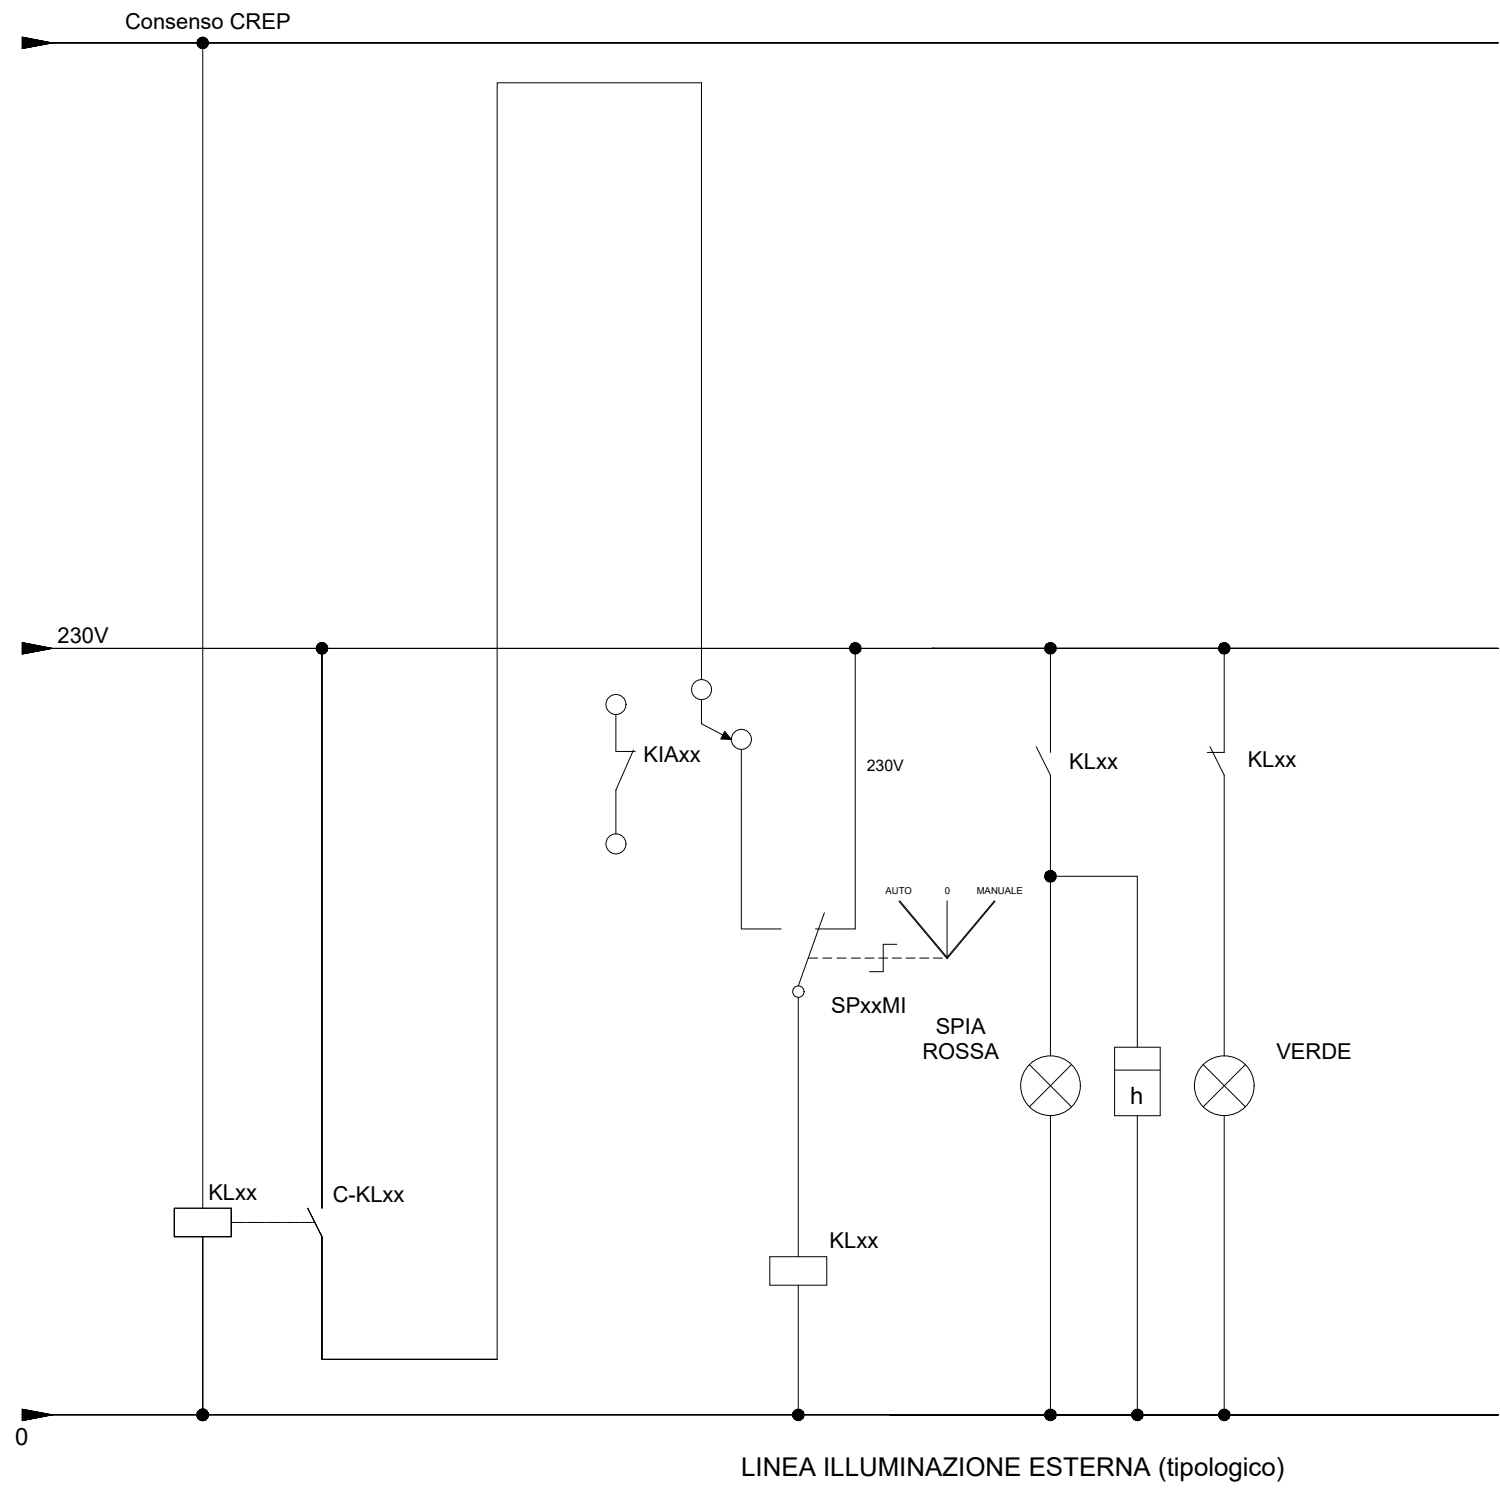 Consenso CREP
230V
KIAxx
230V
KLxx
KLxx
AUTO
0
MANUALE
SPxxMI
SPIA
ROSSA
VERDE
h
KLxx
C-KLxx
KLxx
0
LINEA ILLUMINAZIONE ESTERNA (tipologico)